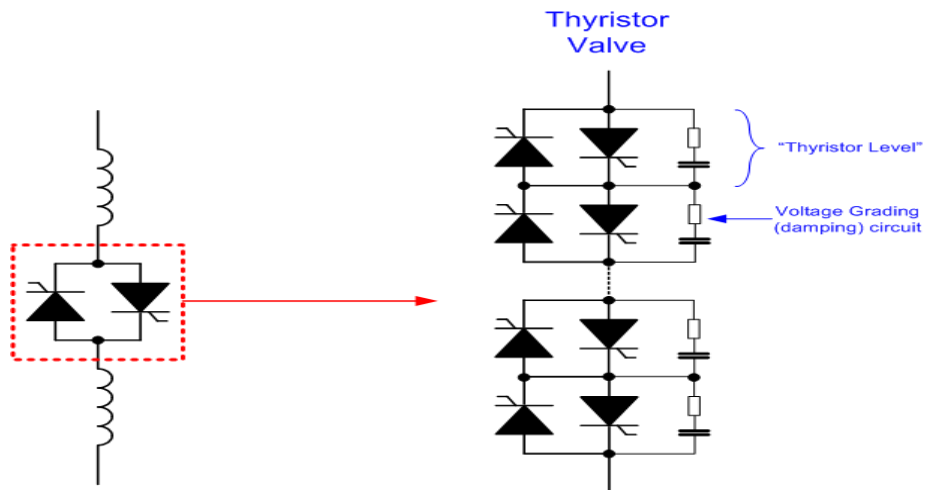 Thyristor
Valve
“Thyristor Level”
Voltage Grading
(damping) circuit